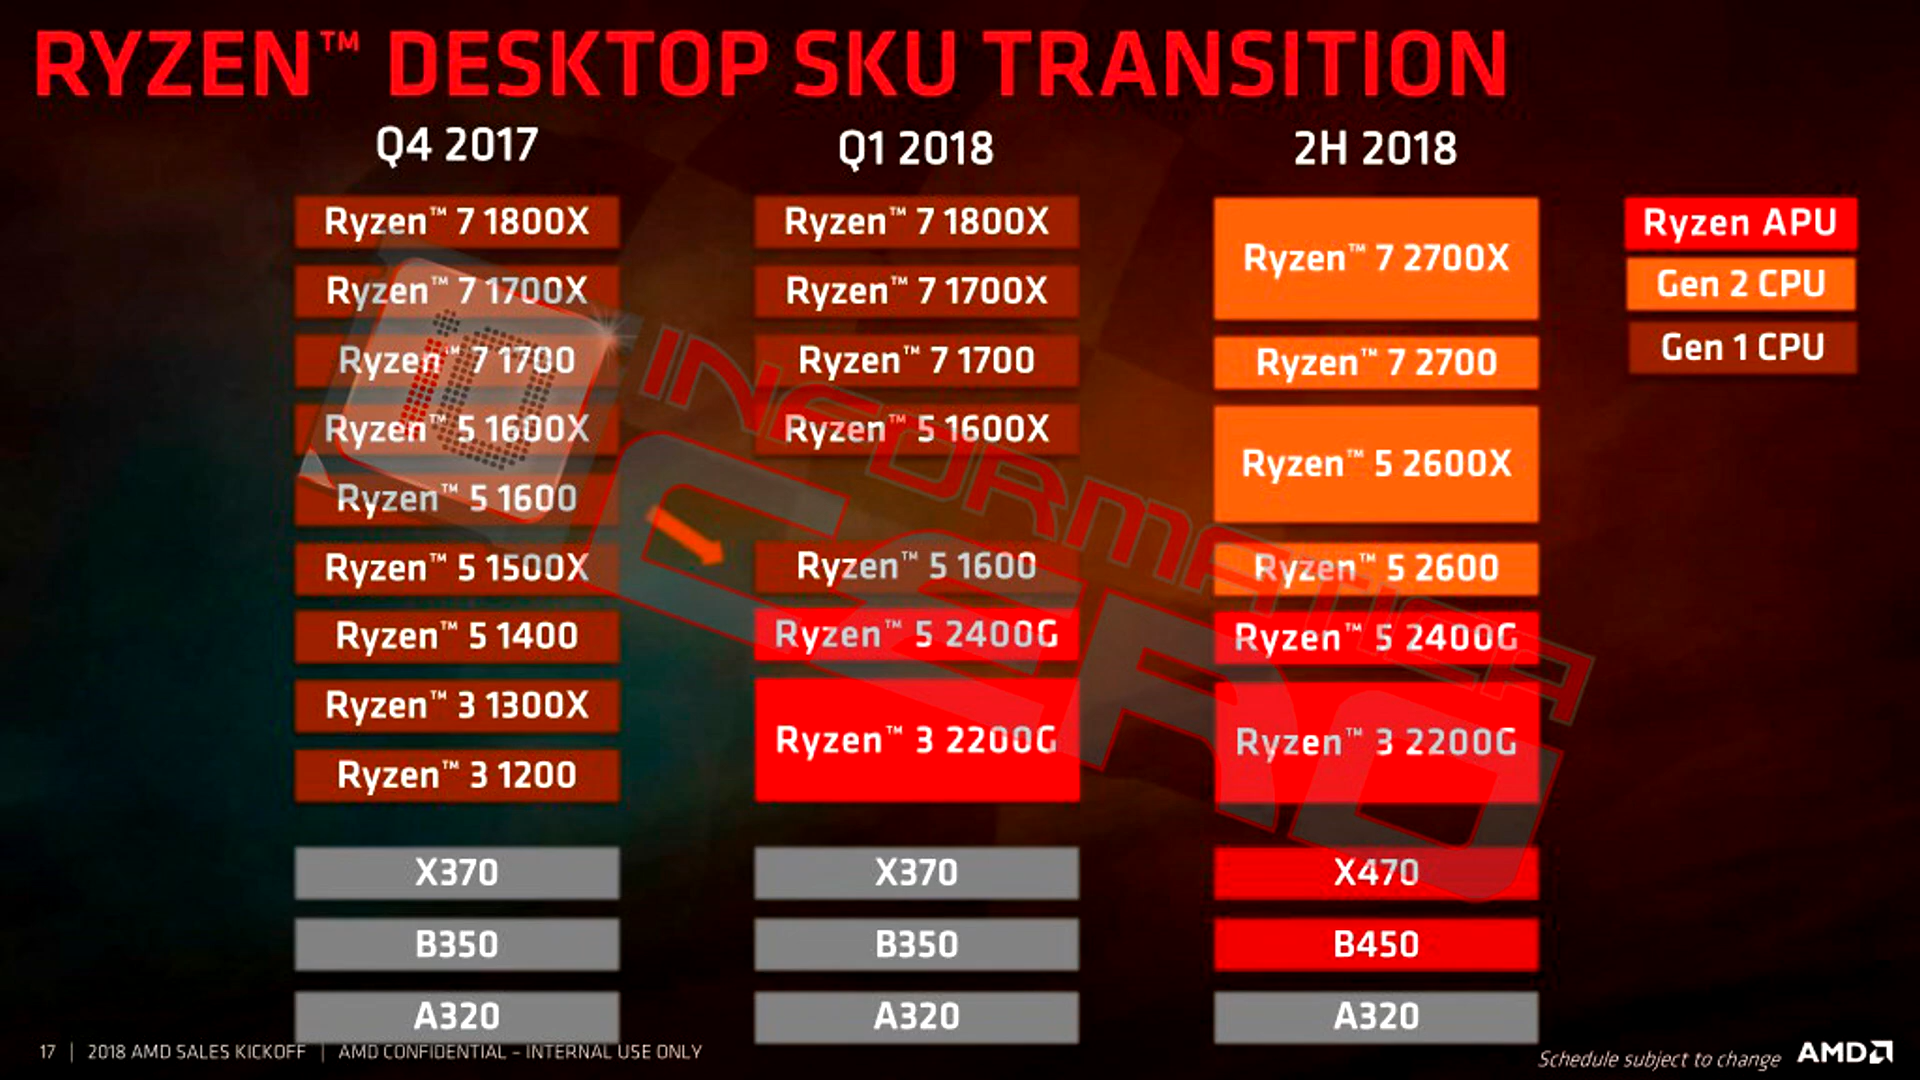 RYZEN™ DESKTOP SKU TRANSITION
Q4 2017
Ryzen™ 7 1800X
Ryzen™ 7 1700X
Ryzen™ 7 1700
Ryzen™ 5 1600X
Ryzen™ 5 1600
Ryzen™ 5 1500X
Ryzen™ 5 1400
Ryzen™ 3 1300X
Ryzen™ 3 1200
X370
B350
A320
Q1 2018
Ryzen™ 7 1800X
Ryzen™ 7 1700X
Ryzen™ 7 1700
Ryzen™ 5 1600X
Ryzen™ 5 1600
Ryzen™ 5 2400G
Ryzen™ 3 2200G
X370
B350
A320
2H 2018
Ryzen™ 7 2700X
Ryzen™ 7 2700
Ryzen™ 5 2600X
Ryzen™ 5 2600
Ryzen™ 5 2400G
Ryzen™ 3 2200G
X470
B450
A320
Ryzen APU
Gen 2 CPU
Gen 1 CPU
iO
INFORMATICA
CERO
17 | 2018 AMD SALES KICKOFF | AMD CONFIDENTIAL – INTERNAL USE ONLY
Schedule subject to change
AMD